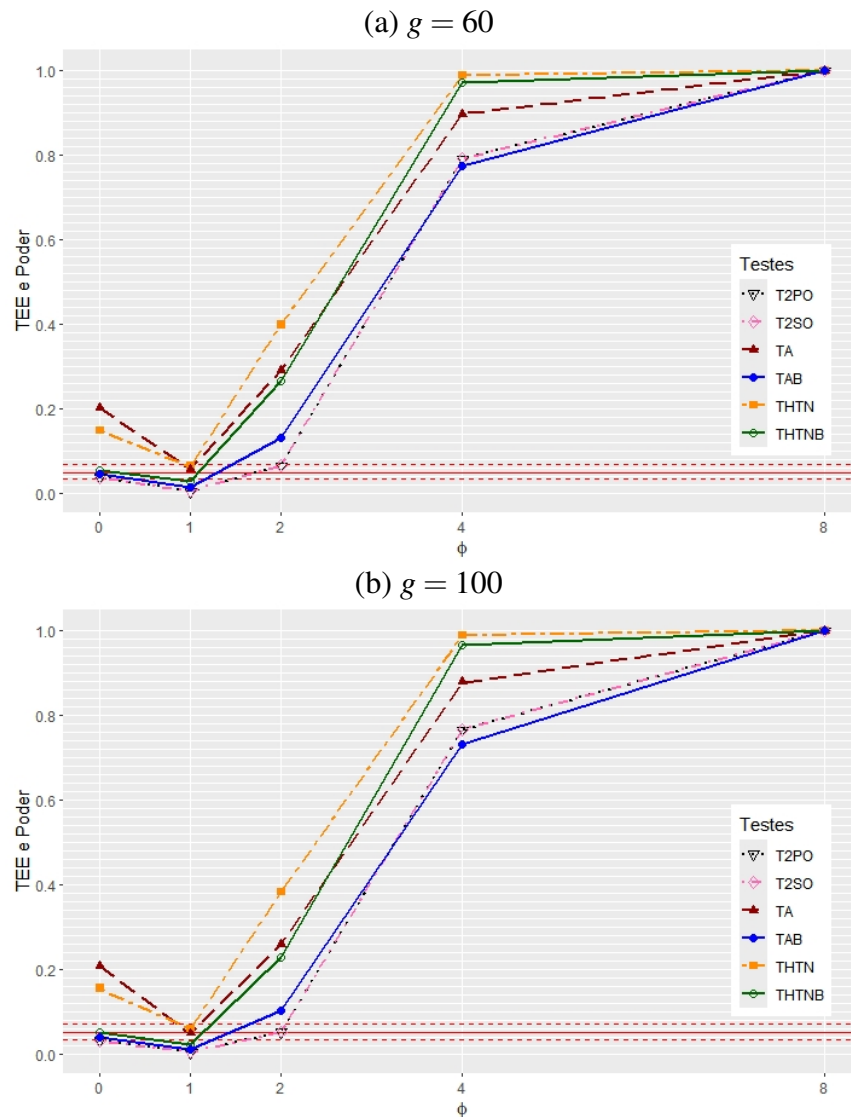 (a) g = 60
TEE e Poder
1.0
0.8
0.6
0.4
0.2
0.0
Testes
T2PO
T2SO
TA
TAB
THTN
THTNB
0 1 2 4 8
ϕ
(b) g = 100
TEE e Poder
1.0
0.8
0.6
0.4
0.2
0.0
Testes
T2PO
T2SO
TA
TAB
THTN
THTNB
0 1 2 4 8
ϕ